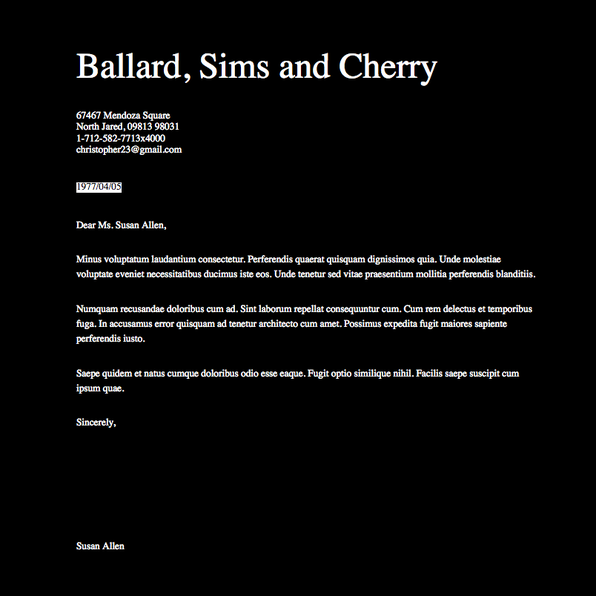 Ballard, Sims and Cherry
67467 Mendoza Square
North Jared, 09813 98031
1-712-582-7713x4000
christopher23@gmail.com
1977/04/05
Dear Ms. Susan Allen,
Minus voluptatum laudantium consectetur. Perferendis quaerat quisquam dignissimos quia. Unde molestiae
voluptate eveniet necessitatibus ducimus iste eos. Unde tenetur sed vitae praesentium mollitia perferendis blanditiis.
Numquam recusandae doloribus cum ad. Sint laborum repellat consequuntur cum. Cum rem delectus et temporibus
fuga. In accusamus error quisquam ad tenetur architecto cum amet. Possimus expedita fugit maiores sapiente
perferendis iusto.
Saepe quidem et natus cumque doloribus odio esse eaque. Fugit optio similique nihil. Facilis saepe suscipit cum
ipsum quae.
Sincerely,
Susan Allen